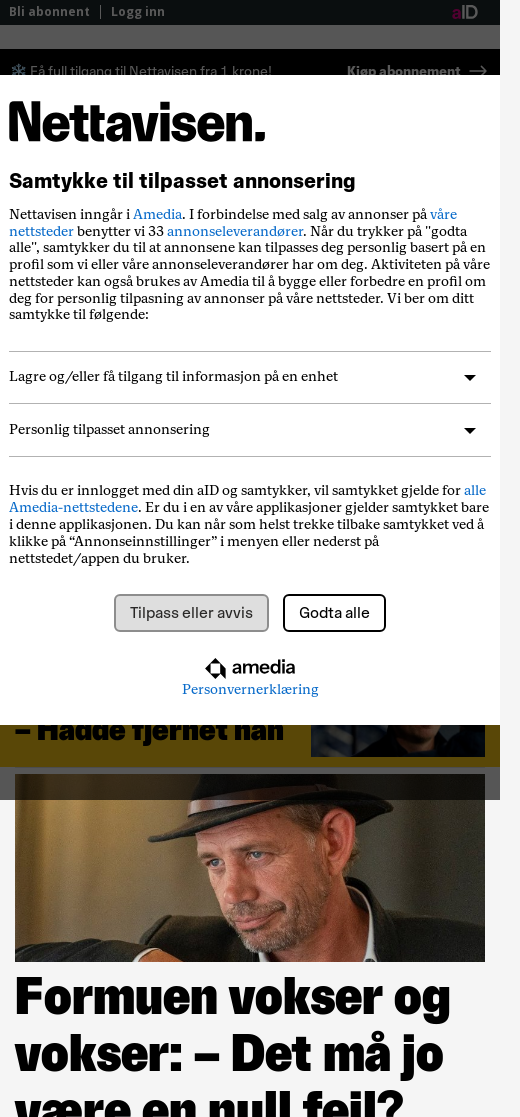 Bli abonnent | Logg inn
aID
Få full tilgang til Nettavisen fra 1 krone!
Kjøp abonnement
Nettavisen.
Samtykke til tilpasset annonsering
Nettavisen inngår i Amedia. I forbindelse med salg av annonser på våre
nettsteder benytter vi 33 annonseleverandører. Når du trykker på "godta
alle", samtykker du til at annonsene kan tilpasses deg personlig basert på en
profil som vi eller våre annonseleverandører har om deg. Aktiviteten på våre
nettsteder kan også brukes av Amedia til å bygge eller forbedre en profil om
deg for personlig tilpasning av annonser på våre nettsteder. Vi ber om ditt
samtykke til følgende:
Lagre og/eller få tilgang til informasjon på en enhet
Personlig tilpasset annonsering
Hvis du er innlogget med din aID og samtykker, vil samtykket gjelde for alle
Amedia-nettstedene. Er du i en av våre applikasjoner gjelder samtykket bare
i denne applikasjonen. Du kan når som helst trekke tilbake samtykket ved å
klikke på “Annonseinnstillinger” i menyen eller nederst på
nettstedet/appen du bruker.
Tilpass eller avvis
Godta alle
amedia
Personvernerklæring
– Hadde fjernet han
Formuen vokser og
vokser: – Det må jo
være en null feil?